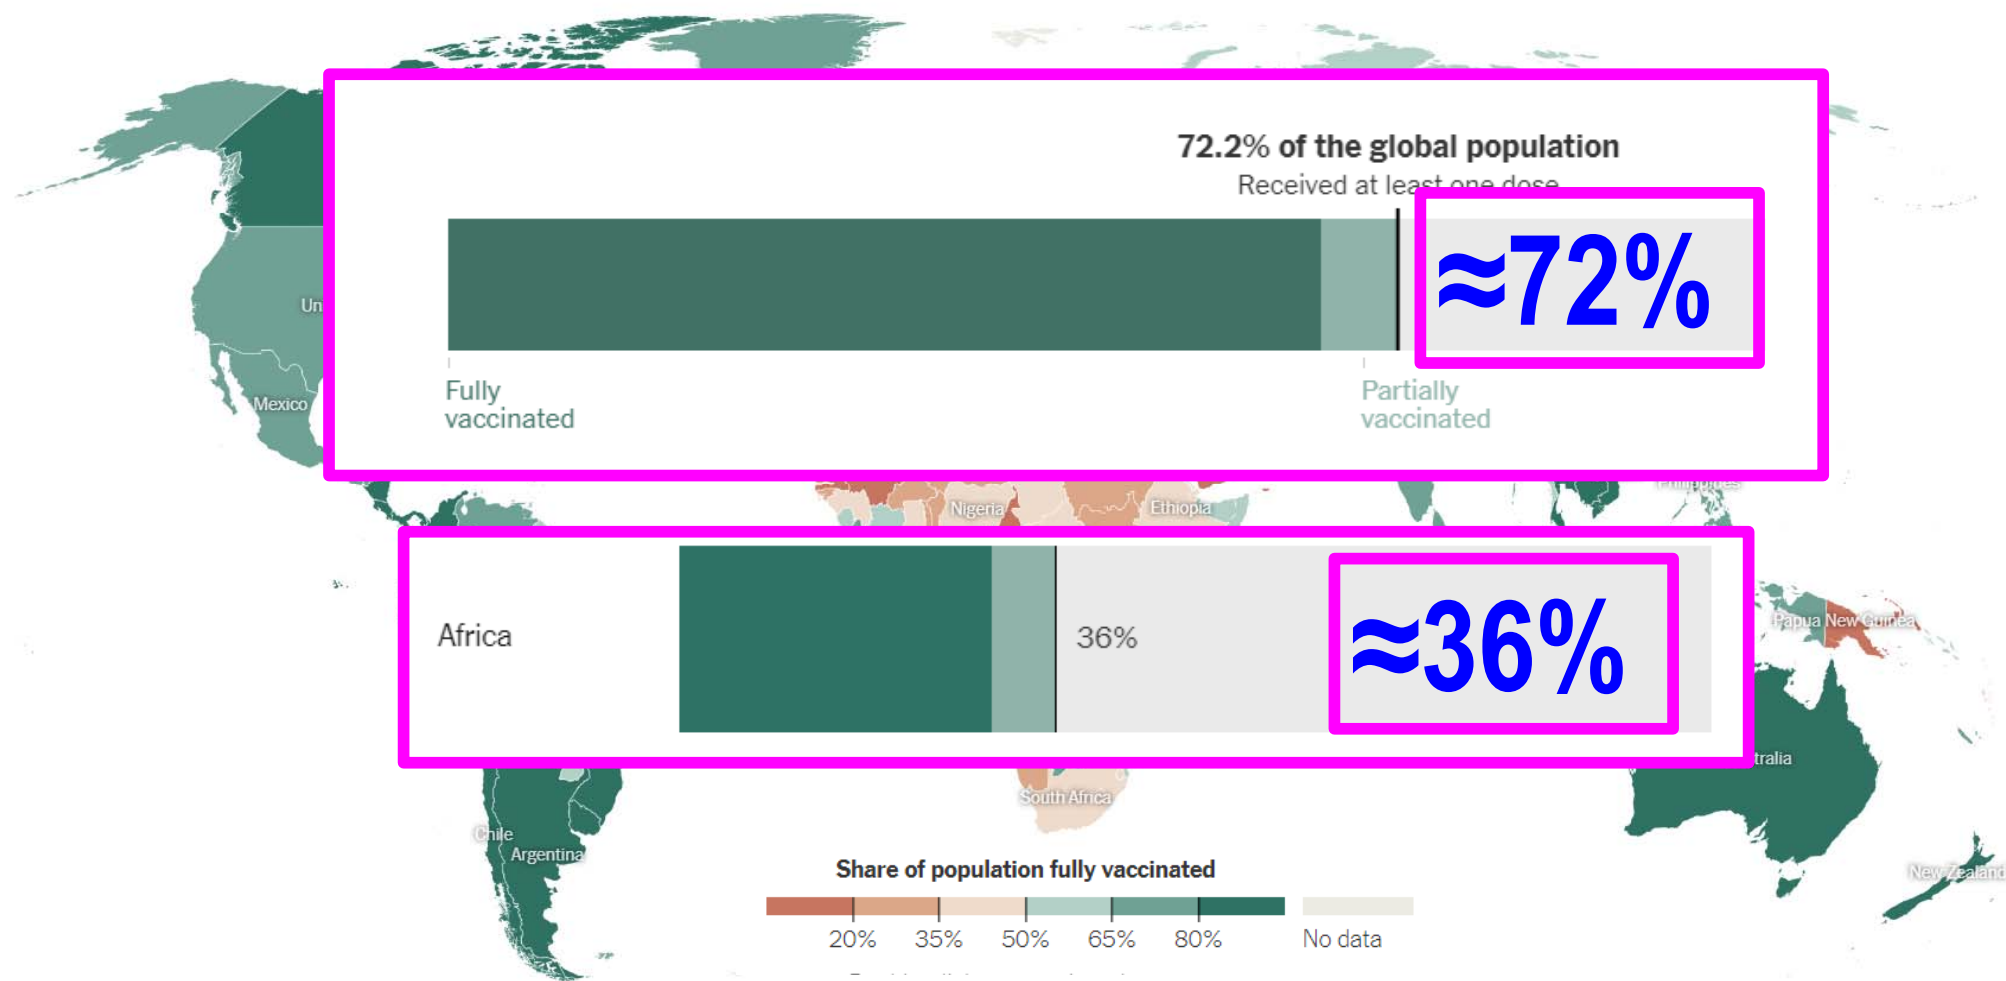 72.2% of the global population
Received at least one dose
≈72%
Fully
vaccinated
Partially
vaccinated
Un
Mexico
Nigeria
Ethiopia
Philippines
Africa
36%
≈36%
Papua New Guinea
tralia
South Africa
Chile
Argentina
New Zealand
Share of population fully vaccinated
20% 35% 50% 65% 80% No data